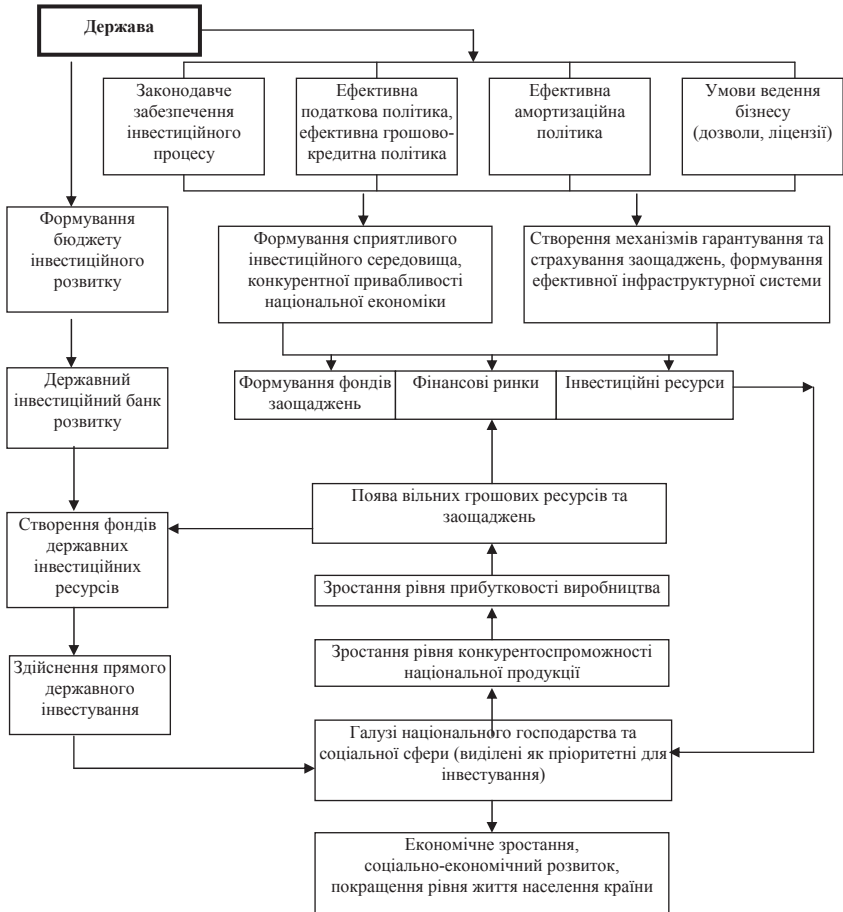 Держава
Законодавче
забезпечення
інвестиційного
процесу
Ефективна
податкова політика,
ефективна грошово-
кредитна політика
Ефективна
амортизаційна
політика
Умови ведення
бізнесу
(дозволи, ліцензії)
Формування
бюджету
інвестиційного
розвитку
Формування сприятливого
інвестиційного середовища,
конкурентної привабливості
національної економіки
Створення механізмів гарантування та
страхування заощаджень, формування
ефективної інфраструктурної системи
Державний
інвестиційний банк
розвитку
Формування фондів
заощаджень
Фінансові ринки
Інвестиційні ресурси
Поява вільних грошових ресурсів та
заощаджень
Створення фондів
державних
інвестиційних
ресурсів
Зростання рівня прибутковості виробництва
Зростання рівня конкурентоспроможності
національної продукції
Здійснення прямого
державного
інвестування
Галузі національного господарства та
соціальної сфери (виділені як пріоритетні для
інвестування)
Економічне зростання,
соціально-економічний розвиток,
покращення рівня життя населення країни